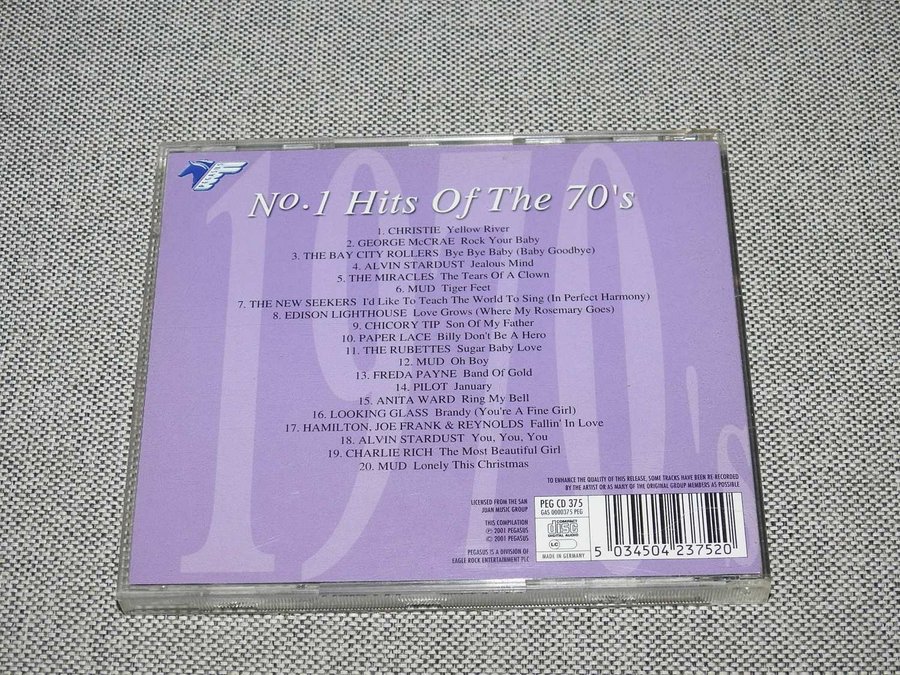 1970's
No.1 Hits Of The 70's
1. CHRISTIE Yellow River
2. GEORGE McCRAE Rock Your Baby
3. THE BAY CITY ROLLERS Bye Bye Baby (Baby Goodbye)
4. ALVIN STARDUST Jealous Mind
5. THE MIRACLES The Tears Of A Clown
6. MUD Tiger Feet
7. THE NEW SEEKERS I'd Like To Teach The World To Sing (In Perfect Harmony)
8. EDISON LIGHTHOUSE Love Grows (Where My Rosemary Goes)
9. CHICORY TIP Son Of My Father
10. PAPER LACE Billy Don't Be A Hero
11. THE RUBETTES Sugar Baby Love
12. MUD Oh Boy
13. FREDA PAYNE Band Of Gold
14. PILOT January
15. ANITA WARD Ring My Bell
16. LOOKING GLASS Brandy (You're A Fine Girl)
17. HAMILTON, JOE FRANK & REYNOLDS Fallin' In Love
18. ALVIN STARDUST You, You, You
19. CHARLIE RICH The Most Beautiful Girl
20. MUD Lonely This Christmas
TO ENHANCE THE QUALITY OF THIS RELEASE, SOME TRACKS HAVE BEEN RE-RECORDED
BY THE ARTIST OR AS MANY OF THE ORIGINAL GROUP MEMBERS AS POSSIBLE
LICENSED FROM THE SAN
JUAN MUSIC GROUP
THIS COMPILATION
℗ 2001 PEGASUS
© 2001 PEGASUS
PEGASUS IS A DIVISION OF
EAGLE ROCK ENTERTAINMENT PLC
PEG CD 375
GAS 0000375 PEG
COMPACT
disc
DIGITAL AUDIO
LC
MADE IN GERMANY
5 034504 237520